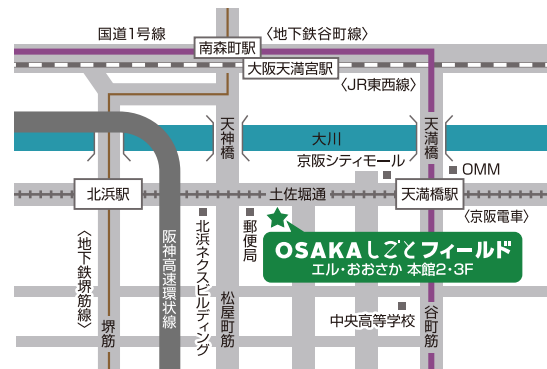 国道1号線
南森町駅
〈地下鉄谷町線〉
大阪天満宮駅
〈JR東西線〉
天神橋
大川
天満橋
京阪シティモール
OMM
北浜駅
土佐堀通
天満橋駅
〈京阪電車〉
〈地下鉄堺筋線〉
阪神高速環状線
北浜ネクスビルディング
郵便局
OSAKAしごとフィールド
エル・おおさか 本館2・3F
堺筋
松屋町筋
中央高等学校
谷町筋